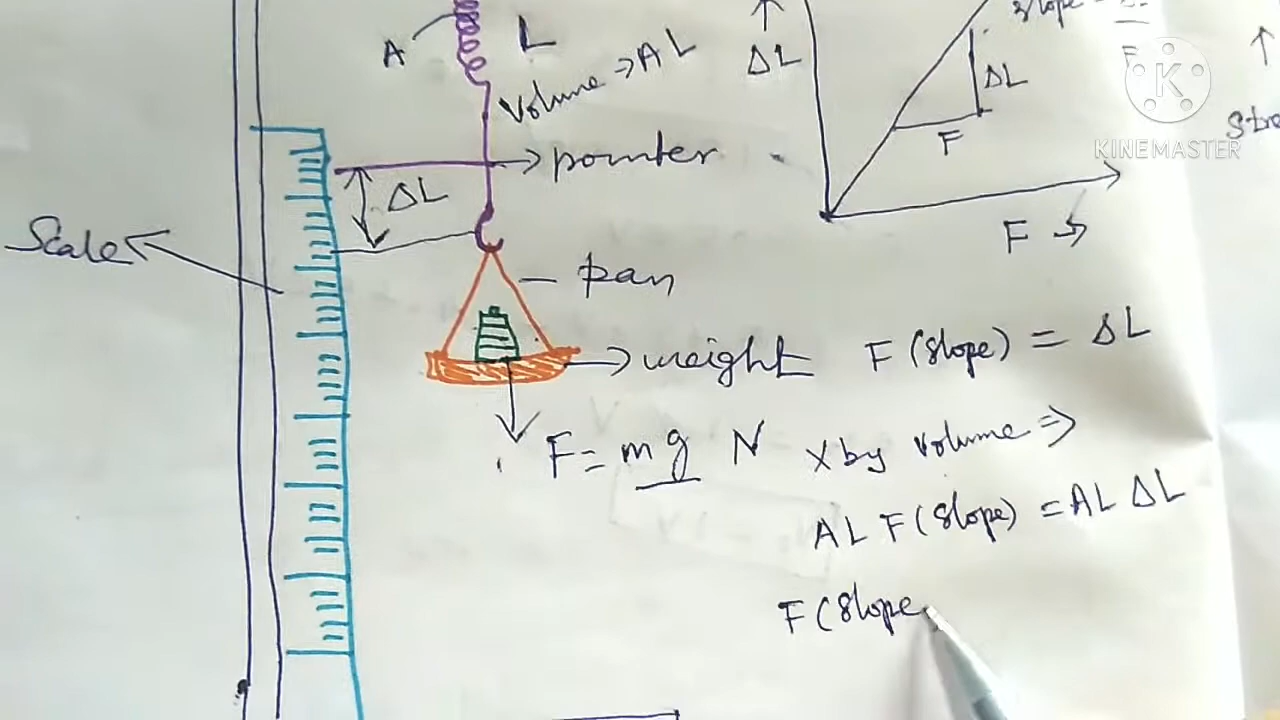 A
L
Volume ⇒ A L
pointer
ΔL
Scale
pan
weight
F = mg N
ΔL
slope =
F
ΔL
F
K
KINEMASTER
F
F (slope) = ΔL
X by volume ⇒
AL F (slope) = AL ΔL
F (slope